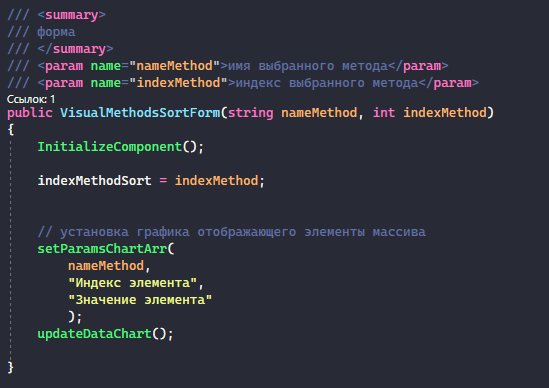 /// <summary>
/// форма
/// </summary>
/// <param name="nameMethod">имя выбранного метода</param>
/// <param name="indexMethod">индекс выбранного метода</param>
Ссылок: 1
public VisualMethodsSortForm(string nameMethod, int indexMethod)
{
InitializeComponent();
indexMethodSort = indexMethod;
// установка графика отображающего элементы массива
setParamsChartArr(
nameMethod,
"Индекс элемента",
"Значение элемента"
);
updateDataChart();
}